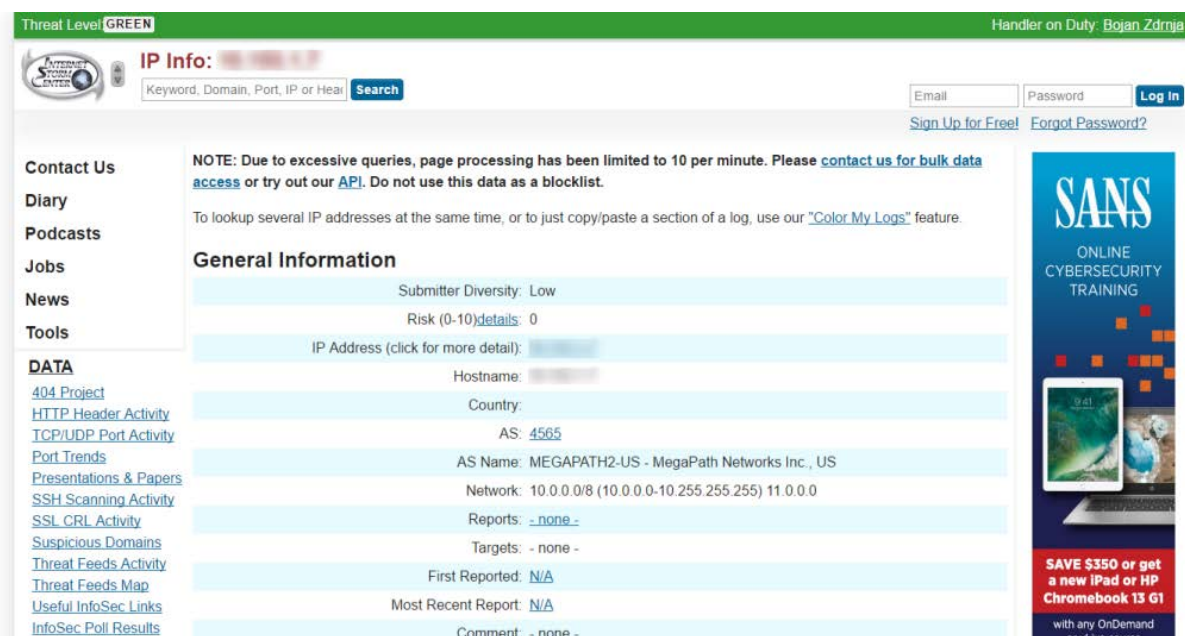 Threat Level: GREEN
Handler on Duty: Bojan Zdrnja
INTERNET
STORM
CENTER
IP Info:
Keyword, Domain, Port, IP or Hea
Search
Email
Password
Log In
Sign Up for Free!
Forgot Password?
Contact Us
Diary
Podcasts
Jobs
News
Tools
DATA
404 Project
HTTP Header Activity
TCP/UDP Port Activity
Port Trends
Presentations & Papers
SSH Scanning Activity
SSL CRL Activity
Suspicious Domains
Threat Feeds Activity
Threat Feeds Map
Useful InfoSec Links
InfoSec Poll Results
NOTE: Due to excessive queries, page processing has been limited to 10 per minute. Please contact us for bulk data
access or try out our API. Do not use this data as a blocklist.
To lookup several IP addresses at the same time, or to just copy/paste a section of a log, use our "Color My Logs" feature.
General Information
Submitter Diversity: Low
Risk (0-10)details: 0
IP Address (click for more detail):
Hostname:
Country:
AS: 4565
AS Name: MEGAPATH2-US - MegaPath Networks Inc., US
Network: 10.0.0.0/8 (10.0.0.0-10.255.255.255) 11.0.0.0
Reports: - none -
Targets: - none -
First Reported: N/A
Most Recent Report: N/A
Comment: - none -
SANS
ONLINE
CYBERSECURITY
TRAINING
9:41
SAVE $350 or get
a new iPad or HP
Chromebook 13 G1
with any OnDemand